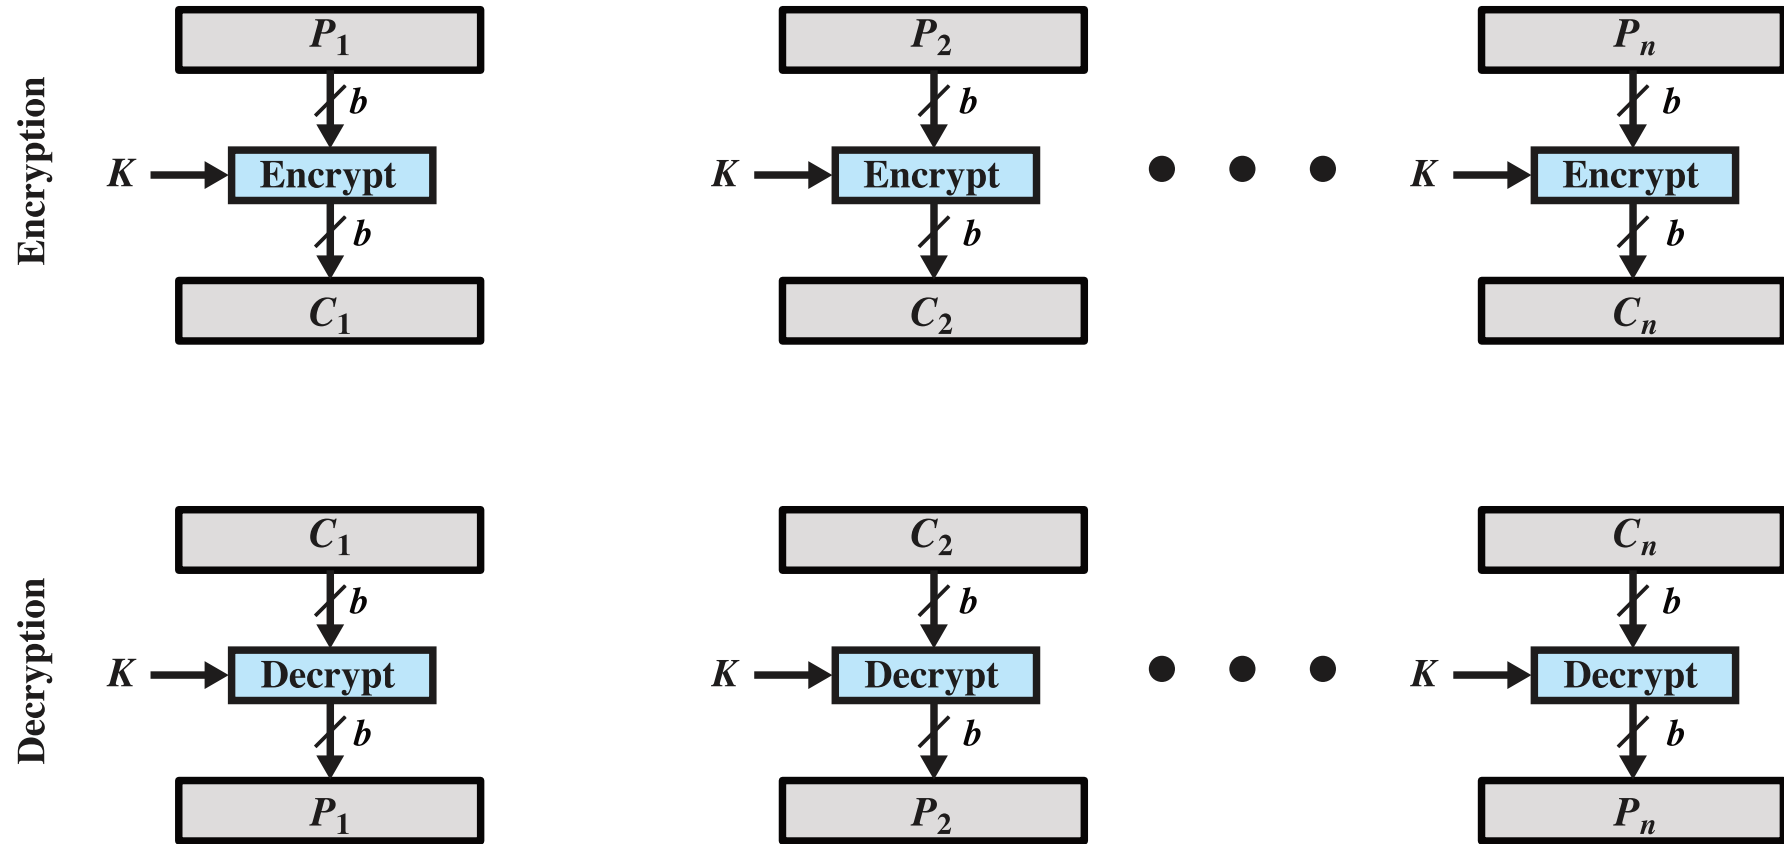 Encryption
P1 P2 Pn
b b b
K Encrypt K Encrypt K Encrypt
b b b
C1 C2 Cn
Decryption
C1 C2 Cn
b b b
K Decrypt K Decrypt K Decrypt
b b b
P1 P2 Pn